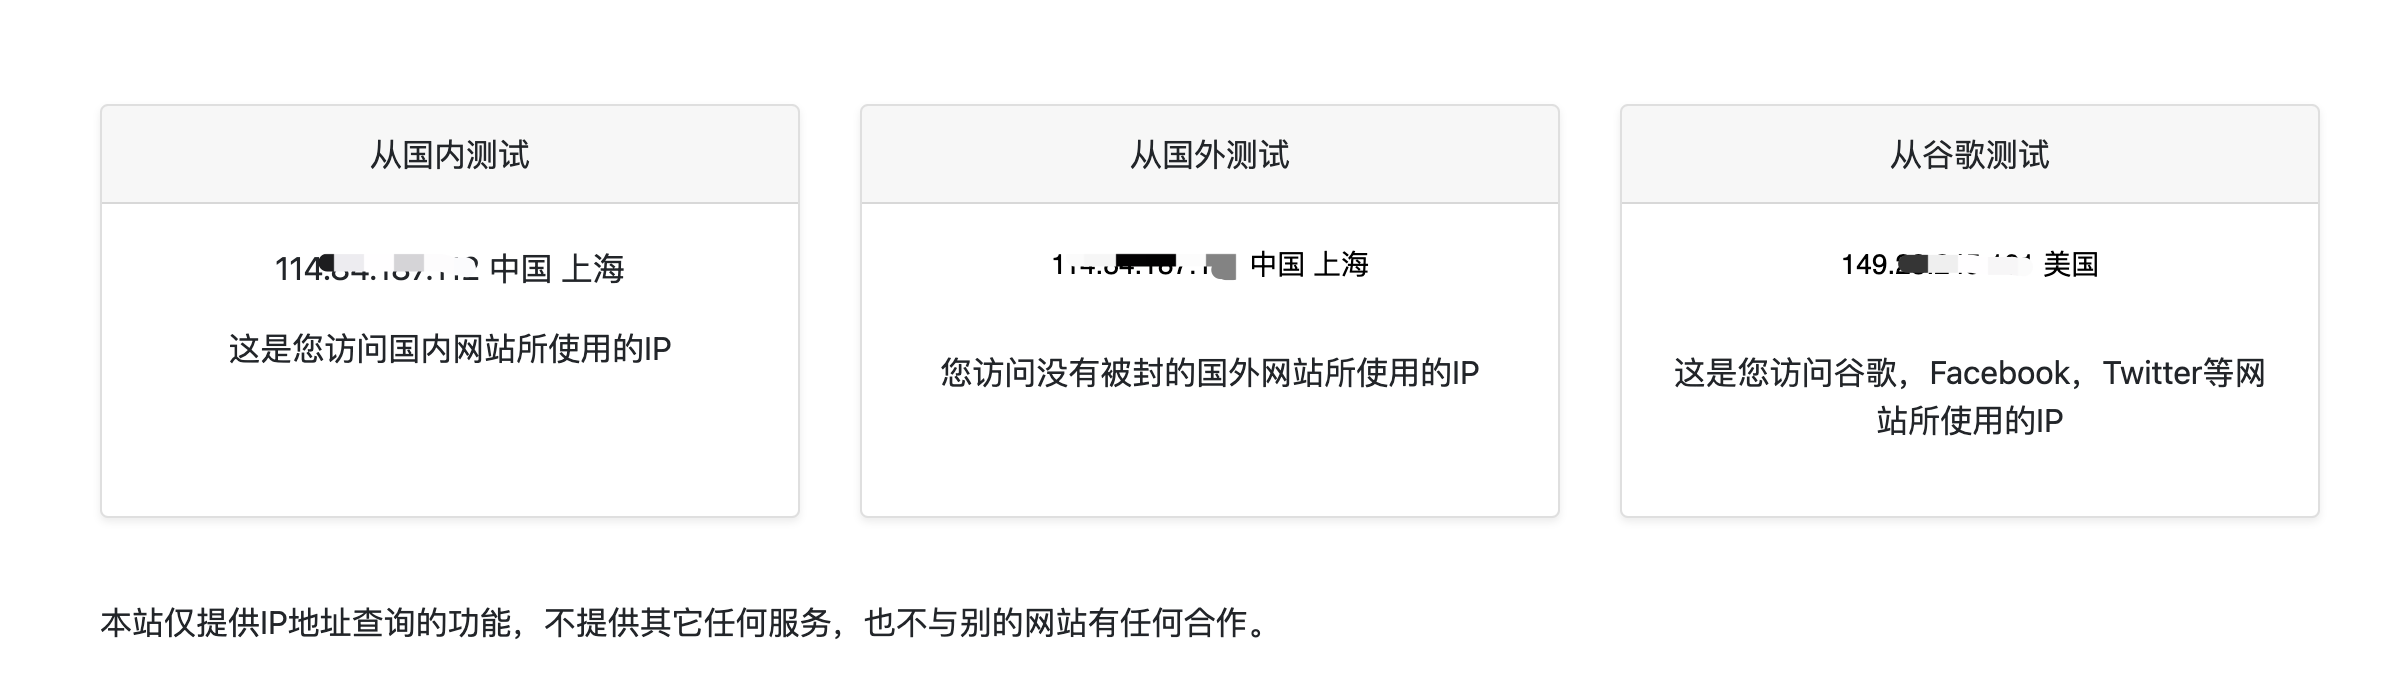 从国内测试
中国 上海
这是您访问国内网站所使用的IP
从国外测试
中国 上海
您访问没有被封的国外网站所使用的IP
从谷歌测试
149. 美国
这是您访问谷歌，Facebook，Twitter等网
站所使用的IP
本站仅提供IP地址查询的功能，不提供其它任何服务，也不与别的网站有任何合作。